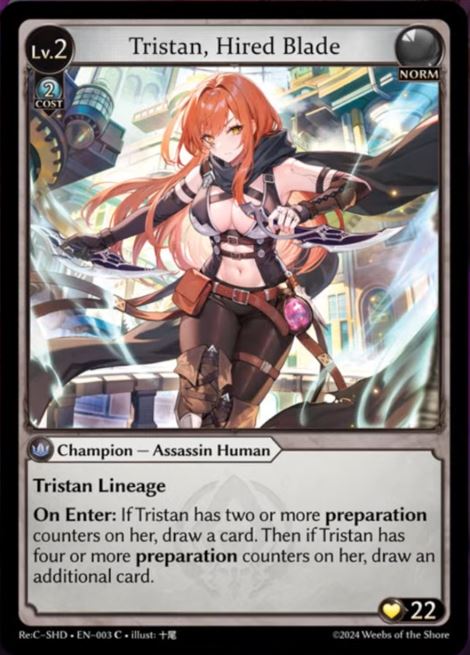 Lv.2
Tristan, Hired Blade
NORM
2
COST
Champion — Assassin Human
Tristan Lineage
On Enter: If Tristan has two or more preparation
counters on her, draw a card. Then if Tristan has
four or more preparation counters on her, draw an
additional card.
22
Re:C–SHD • EN–003 C • illust: 十尾
©2024 Weebs of the Shore